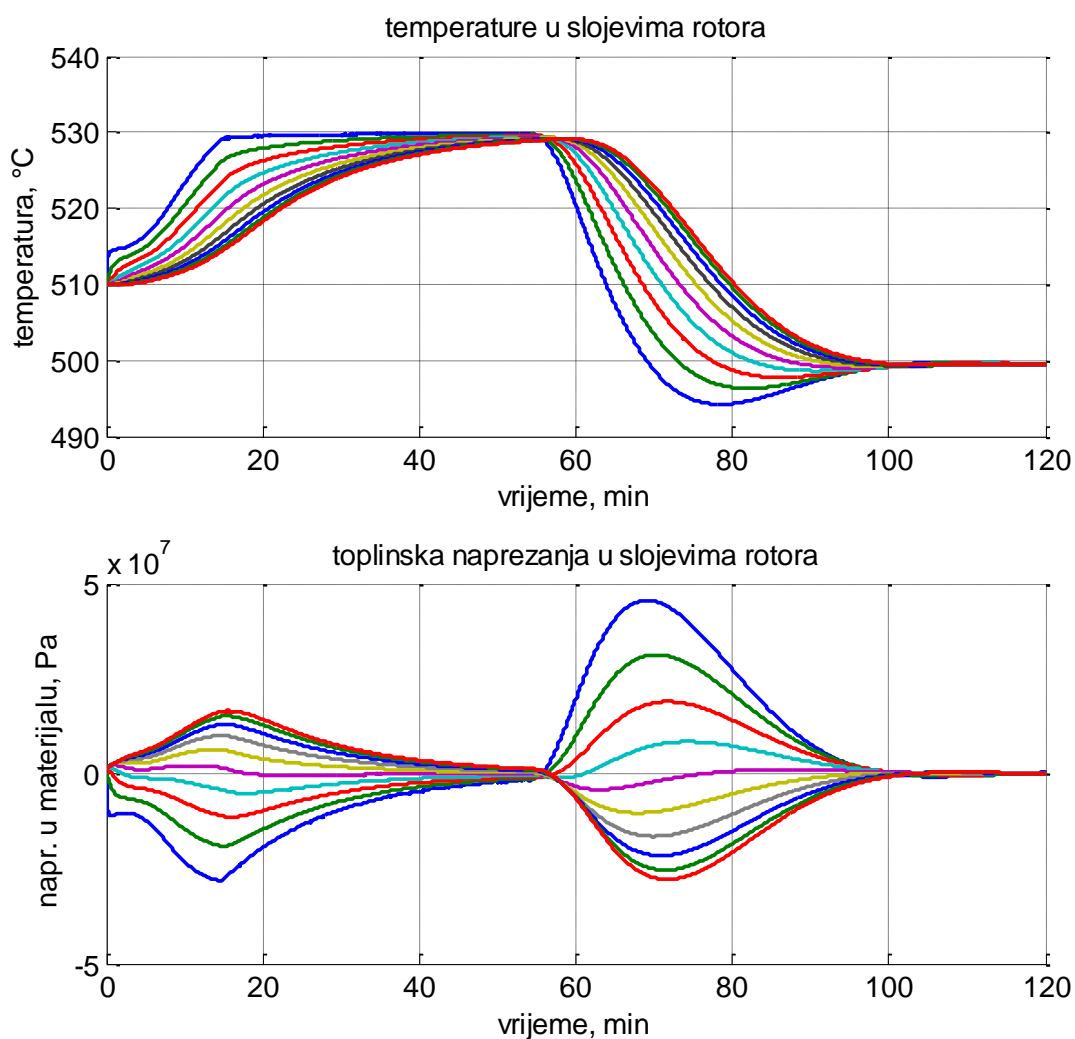 temperature u slojevima rotora
540
530
520
510
500
490
temperatura, °C
0 20 40 60 80 100 120
vrijeme, min
x 10^7
toplinska naprezanja u slojevima rotora
5
0
-5
napr. u materijalu, Pa
0 20 40 60 80 100 120
vrijeme, min